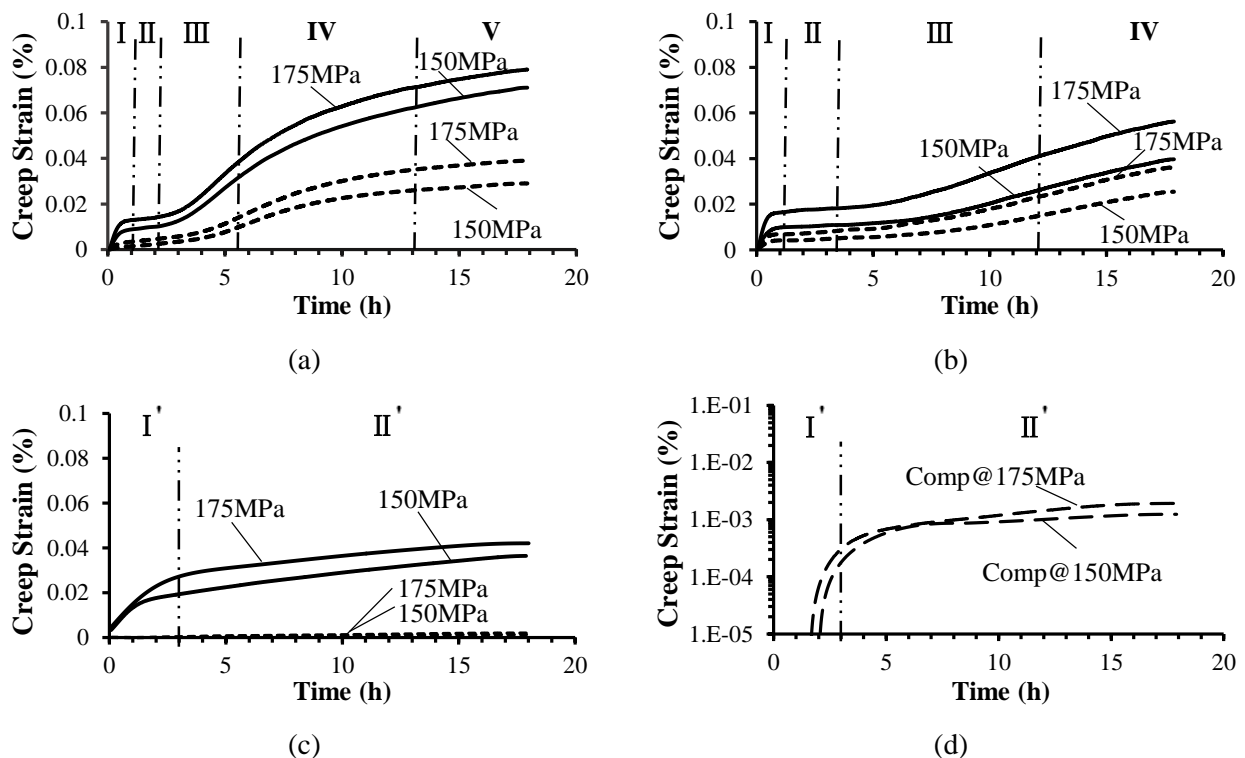 0.1
0.08
0.06
0.04
0.02
0
Creep Strain (%)
I Ⅱ Ⅲ IV V
175MPa
150MPa
175MPa
150MPa
0 5 10 15 20
Time (h)
(a)
0.1
0.08
0.06
0.04
0.02
0
Creep Strain (%)
I Ⅱ Ⅲ IV
175MPa
150MPa
175MPa
150MPa
0 5 10 15 20
Time (h)
(b)
0.1
0.08
0.06
0.04
0.02
0
Creep Strain (%)
I' Ⅱ'
175MPa
150MPa
175MPa
150MPa
0 5 10 15 20
Time (h)
(c)
1.E-01
1.E-02
1.E-03
1.E-04
1.E-05
Creep Strain (%)
I' Ⅱ'
Comp@175MPa
Comp@150MPa
0 5 10 15 20
Time (h)
(d)